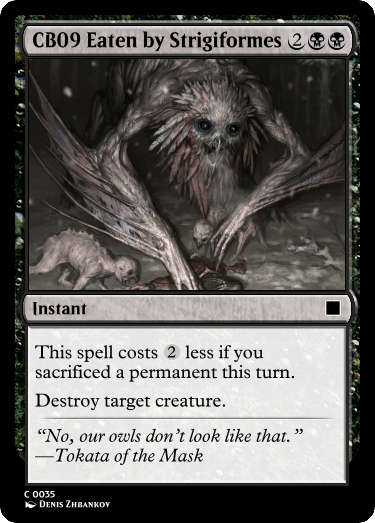 CB09 Eaten by Strigiformes 2
Instant
This spell costs 2 less if you
sacrificed a permanent this turn.
Destroy target creature.
“No, our owls don’t look like that.”
—Tokata of the Mask
C 0035
Denis Zhbankov